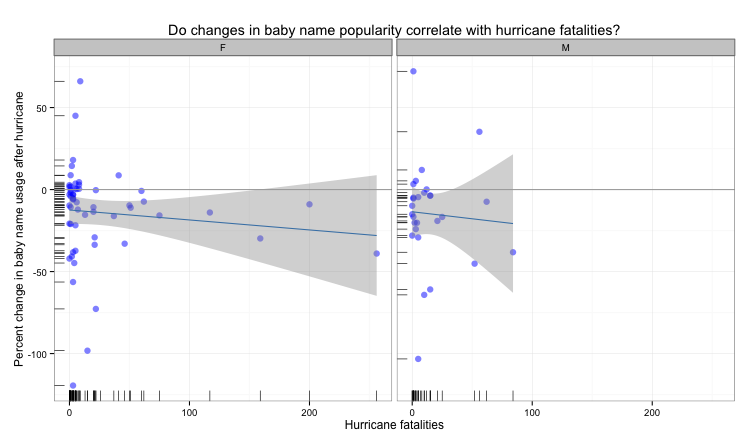 Do changes in baby name popularity correlate with hurricane fatalities?
F
M
Percent change in baby name usage after hurricane
50
0
-50
-100
0
100
200
0
100
200
Hurricane fatalities